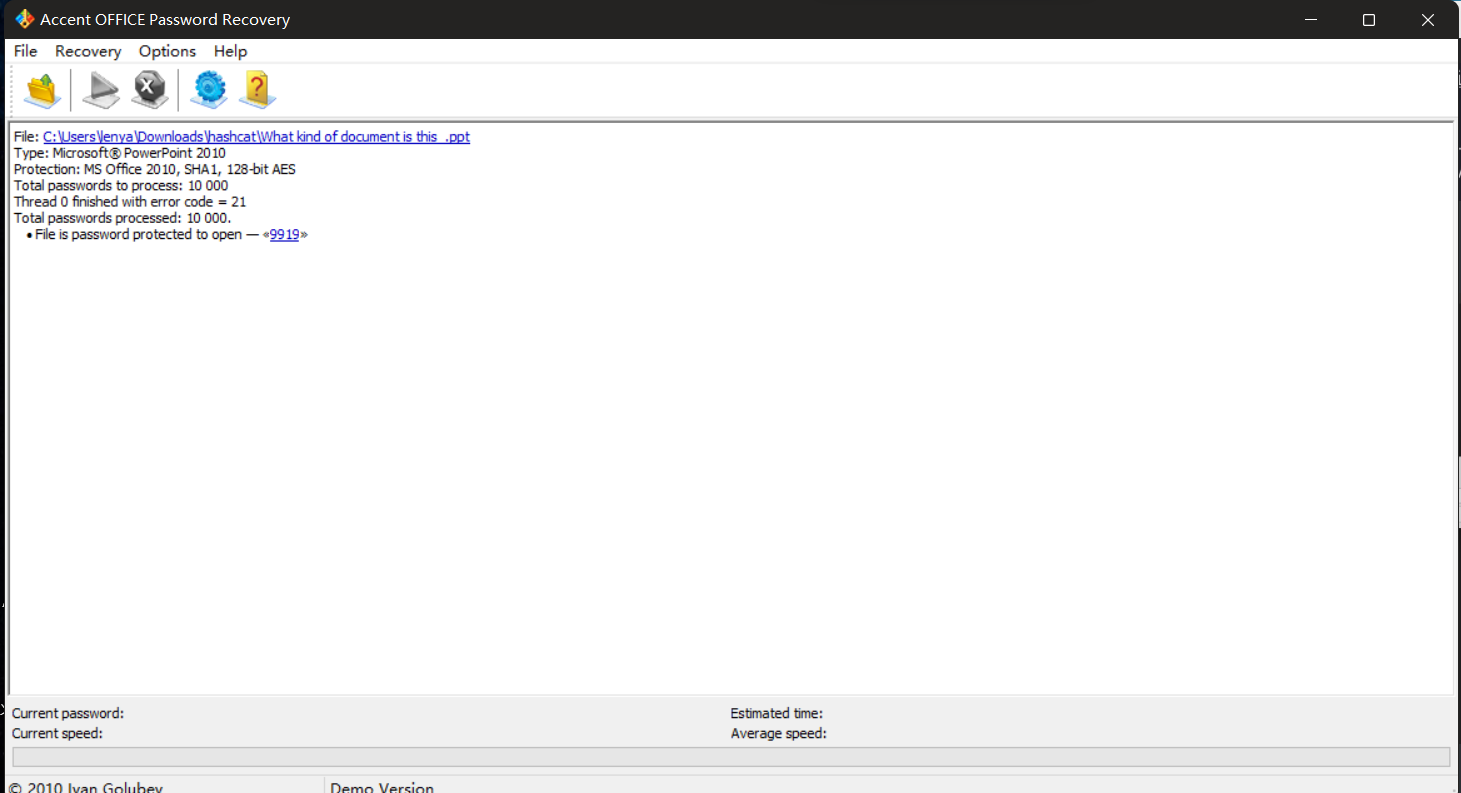 Accent OFFICE Password Recovery
File Recovery Options Help
File: C:\Users\lenya\Downloads\hashcat\What kind of document is this_.ppt
Type: Microsoft® PowerPoint 2010
Protection: MS Office 2010, SHA1, 128-bit AES
Total passwords to process: 10 000
Thread 0 finished with error code = 21
Total passwords processed: 10 000.
• File is password protected to open — «9919»
Current password:
Estimated time:
Current speed:
Average speed:
© 2010 Ivan Golubev
Demo Version